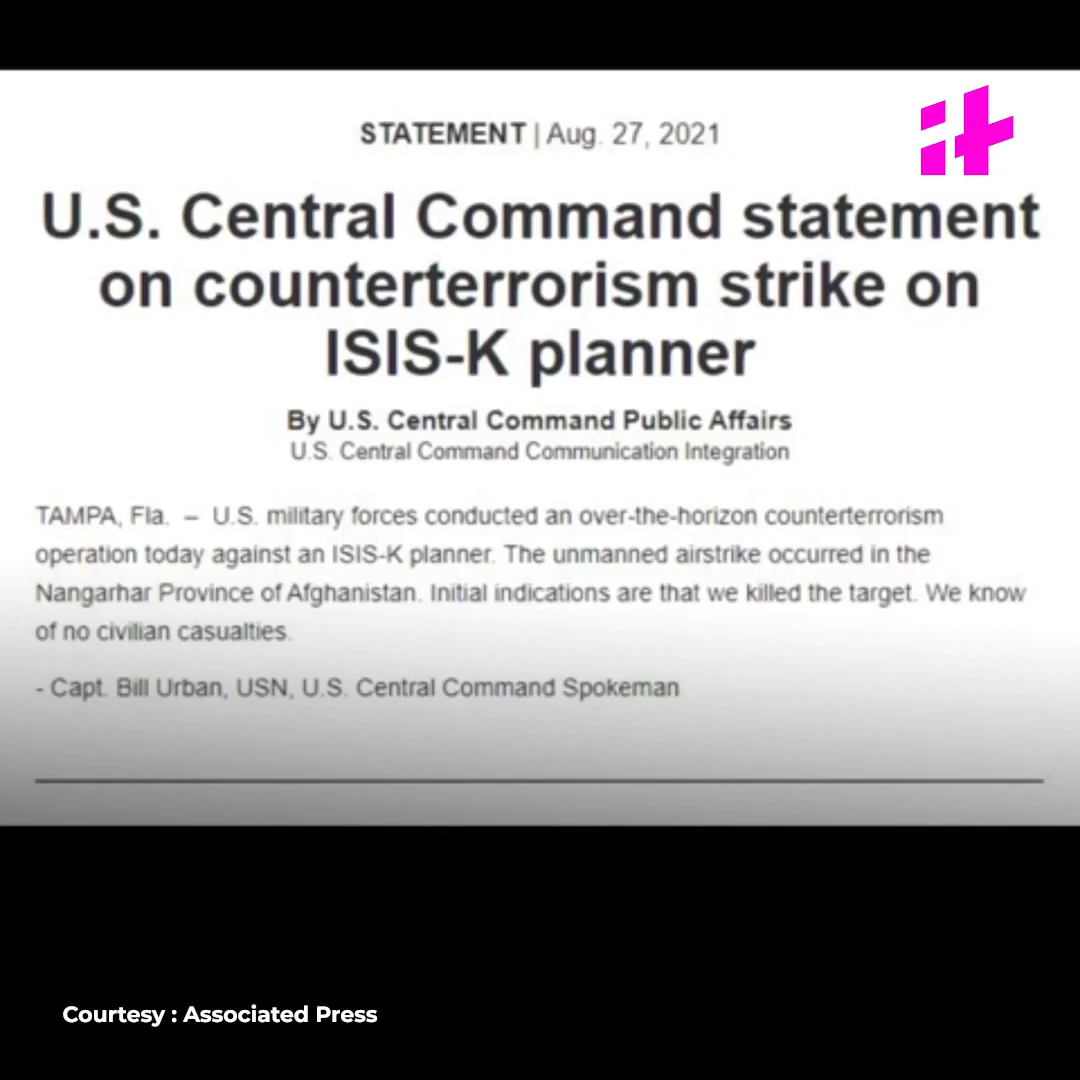 STATEMENT | Aug. 27, 2021
it
U.S. Central Command statement
on counterterrorism strike on
ISIS-K planner
By U.S. Central Command Public Affairs
U.S. Central Command Communication Integration
TAMPA, Fla. – U.S. military forces conducted an over-the-horizon counterterrorism
operation today against an ISIS-K planner. The unmanned airstrike occurred in the
Nangarhar Province of Afghanistan. Initial indications are that we killed the target. We know
of no civilian casualties.
- Capt. Bill Urban, USN, U.S. Central Command Spokeman
Courtesy : Associated Press